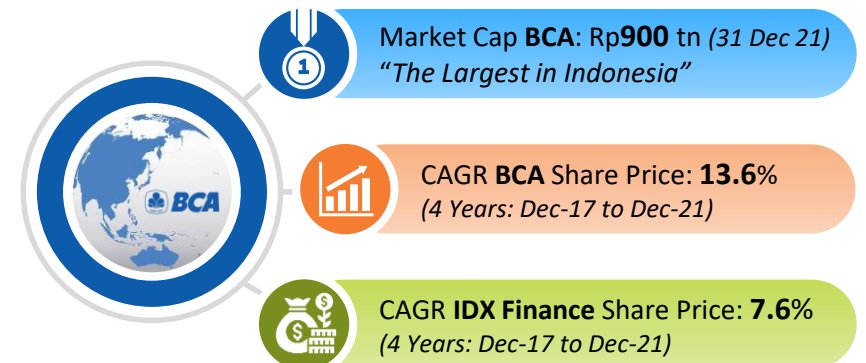 Market Cap BCA: Rp900 tn (31 Dec 21)
“The Largest in Indonesia”
1
BCA
CAGR BCA Share Price: 13.6%
(4 Years: Dec-17 to Dec-21)
CAGR IDX Finance Share Price: 7.6%
(4 Years: Dec-17 to Dec-21)
$
$